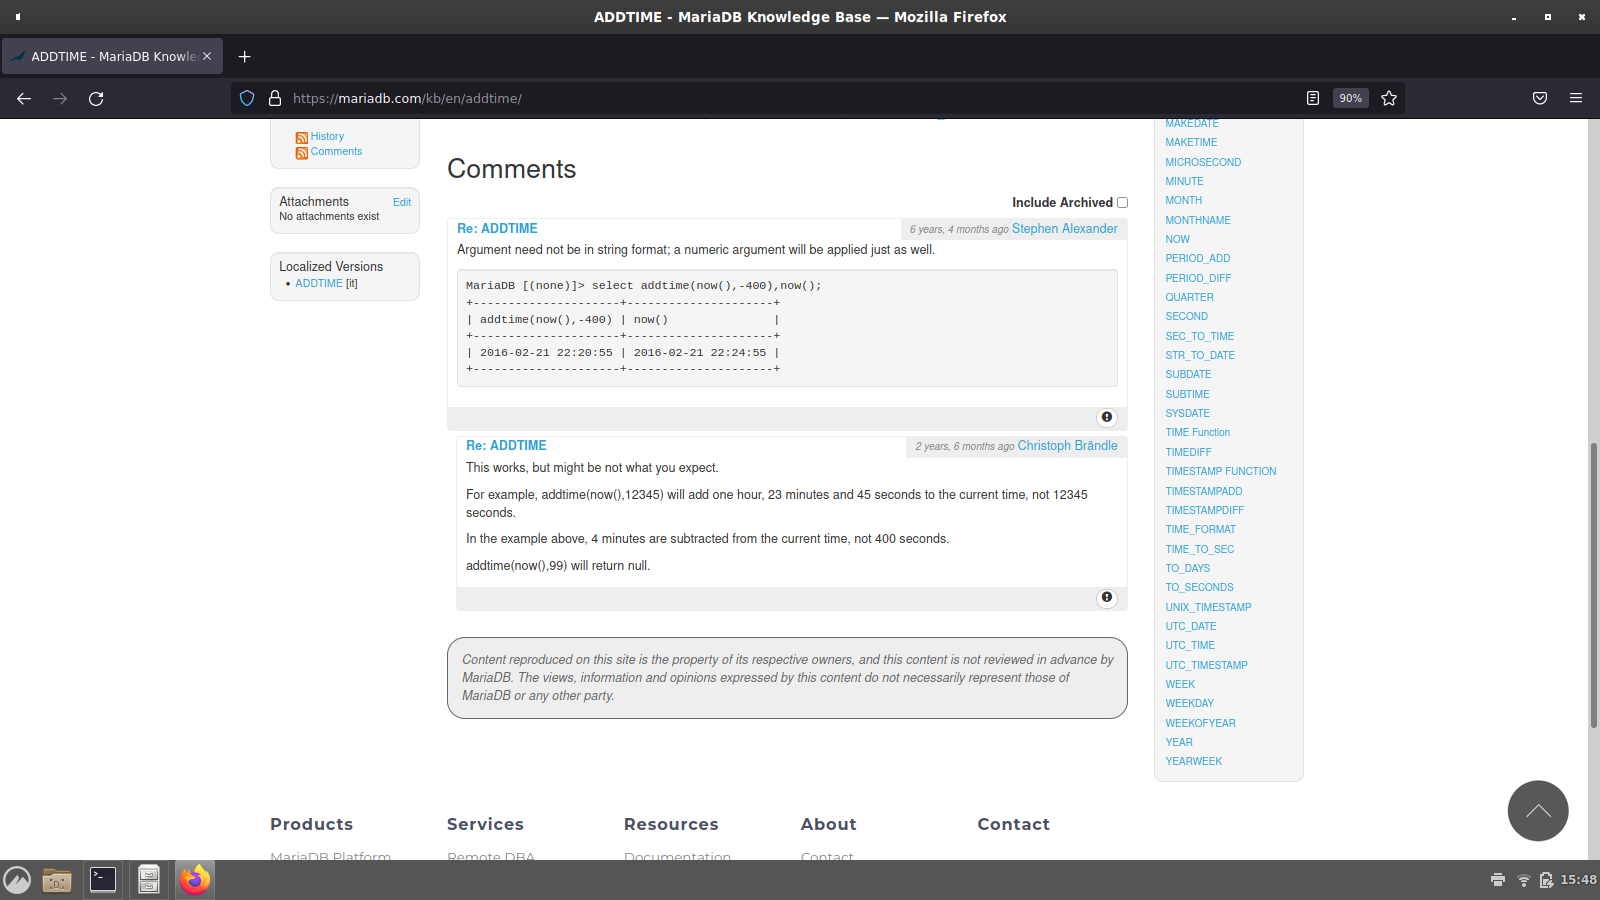 ADDTIME - MariaDB Knowledge Base — Mozilla Firefox
ADDTIME - MariaDB Knowle
https://mariadb.com/kb/en/addtime/
90%
History
Comments
Attachments Edit
No attachments exist
Localized Versions
• ADDTIME [it]
Comments
Include Archived
Re: ADDTIME
6 years, 4 months ago Stephen Alexander
Argument need not be in string format; a numeric argument will be applied just as well.
MariaDB [(none)]> select addtime(now(),-400),now();
+---------------------+---------------------+
| addtime(now(),-400) | now()               |
+---------------------+---------------------+
| 2016-02-21 22:20:55 | 2016-02-21 22:24:55 |
+---------------------+---------------------+
Re: ADDTIME
2 years, 6 months ago Christoph Brändle
This works, but might be not what you expect.
For example, addtime(now(),12345) will add one hour, 23 minutes and 45 seconds to the current time, not 12345
seconds.
In the example above, 4 minutes are subtracted from the current time, not 400 seconds.
addtime(now(),99) will return null.
Content reproduced on this site is the property of its respective owners, and this content is not reviewed in advance by
MariaDB. The views, information and opinions expressed by this content do not necessarily represent those of
MariaDB or any other party.
MAKEDATE
MAKETIME
MICROSECOND
MINUTE
MONTH
MONTHNAME
NOW
PERIOD_ADD
PERIOD_DIFF
QUARTER
SECOND
SEC_TO_TIME
STR_TO_DATE
SUBDATE
SUBTIME
SYSDATE
TIME Function
TIMEDIFF
TIMESTAMP FUNCTION
TIMESTAMPADD
TIMESTAMPDIFF
TIME_FORMAT
TIME_TO_SEC
TO_DAYS
TO_SECONDS
UNIX_TIMESTAMP
UTC_DATE
UTC_TIME
UTC_TIMESTAMP
WEEK
WEEKDAY
WEEKOFYEAR
YEAR
YEARWEEK
Products Services Resources About Contact
MariaDB Platform Remote DBA Documentation Contact
15:48